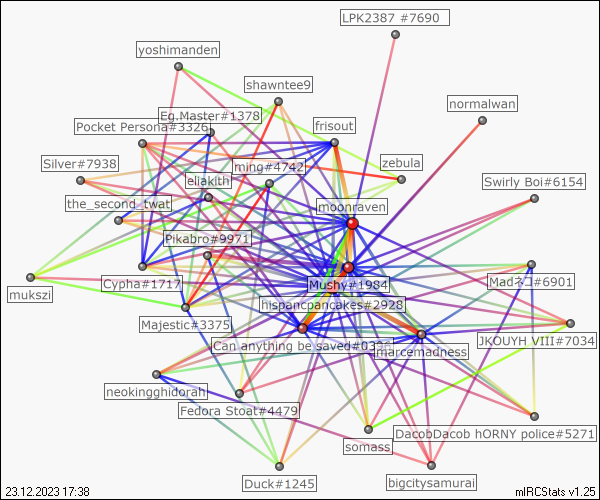 LPK2387 #7690
yoshimanden
shawntee9
normalwan
Eg.Master#1378
Pocket Persona#3326
frisout
Silver#7938
ming#4742
zebula
eliakith
Swirly Boi#6154
the_second_twat
moonraven
Pikabro#9971
Cypha#1717
Mushy#1984
Madネコ#6901
mukszi
hispancpancakes#2928
Majestic#3375
JKOUYH VIII#7034
Can anything be saved#0396
marcemadness
neokingghidorah
Fedora Stoat#4479
DacobDacob hORNY police#5271
somass
Duck#1245
bigcitysamurai
23.12.2023 17:38
mIRCStats v1.25